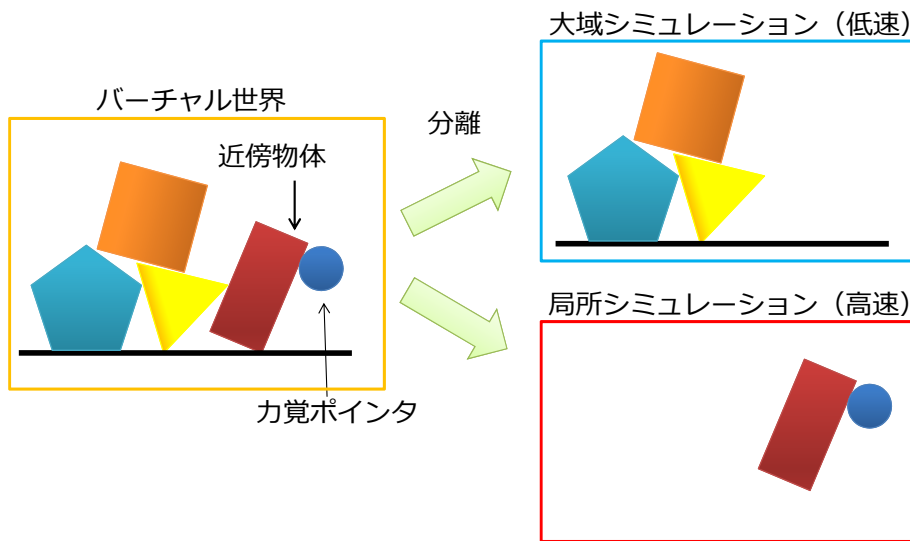 大域シミュレーション（低速）
バーチャル世界
分離
近傍物体
局所シミュレーション（高速）
力覚ポインタ